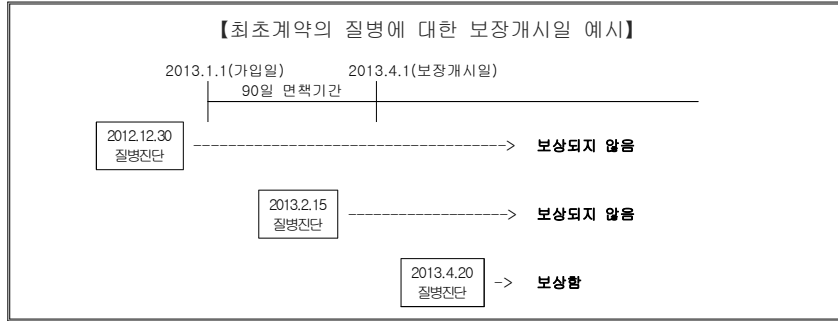 【최초계약의 질병에 대한 보장개시일 예시】
2013.1.1(가입일) 2013.4.1(보장개시일)
90일 면책기간
2012.12.30
질병진단
-----------------------------------> 보상되지 않음
2013.2.15
질병진단
------------------> 보상되지 않음
2013.4.20
질병진단
-> 보상함